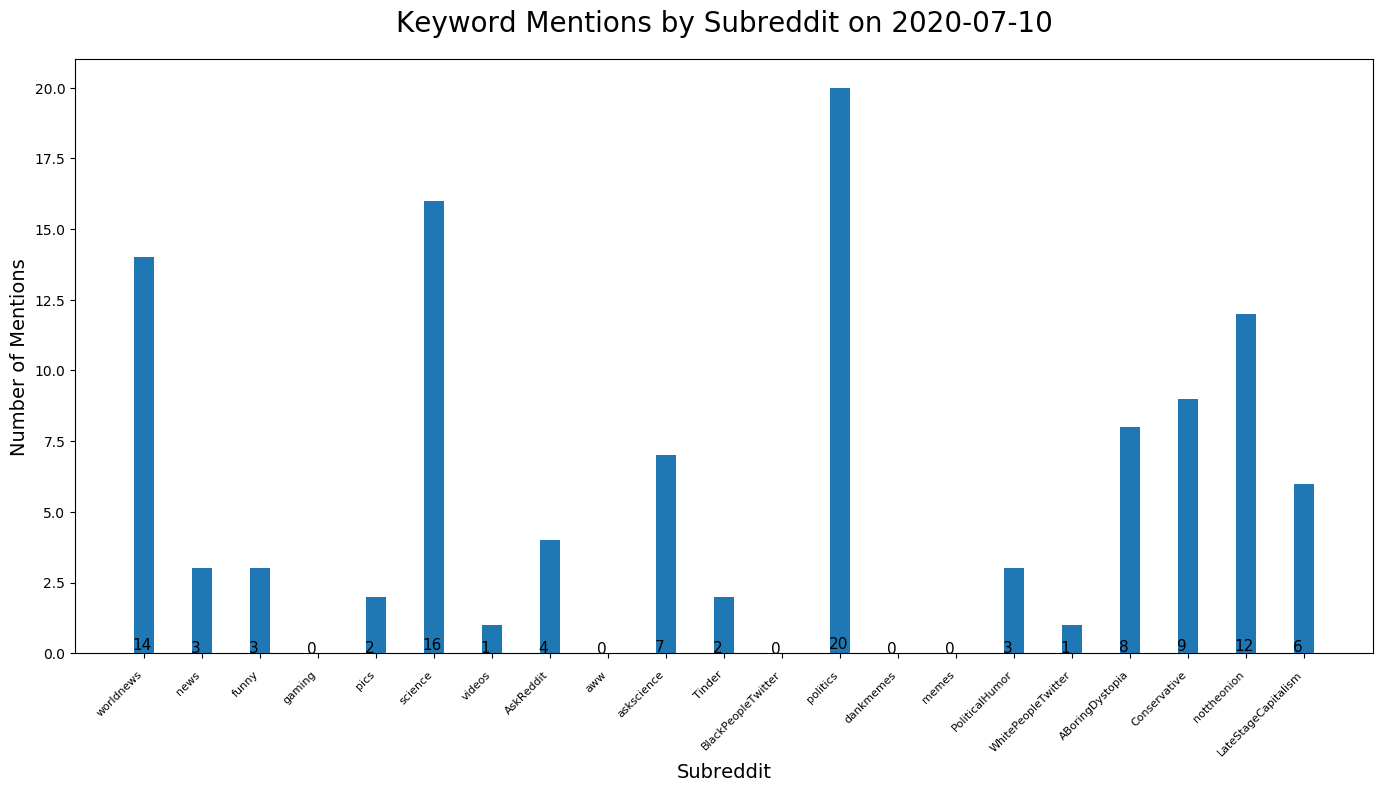 Keyword Mentions by Subreddit on 2020-07-10
Number of Mentions
20.0
17.5
15.0
12.5
10.0
7.5
5.0
2.5
0.0
14 3 3 0 2 16 1 4 0 7 2 0 20 0 0 3 1 8 9 12 6
worldnews
news
funny
gaming
pics
science
videos
AskReddit
aww
askscience
Tinder
BlackPeopleTwitter
politics
dankmemes
memes
PoliticalHumor
WhitePeopleTwitter
ABoringDystopia
Conservative
nottheonion
LateStageCapitalism
Subreddit